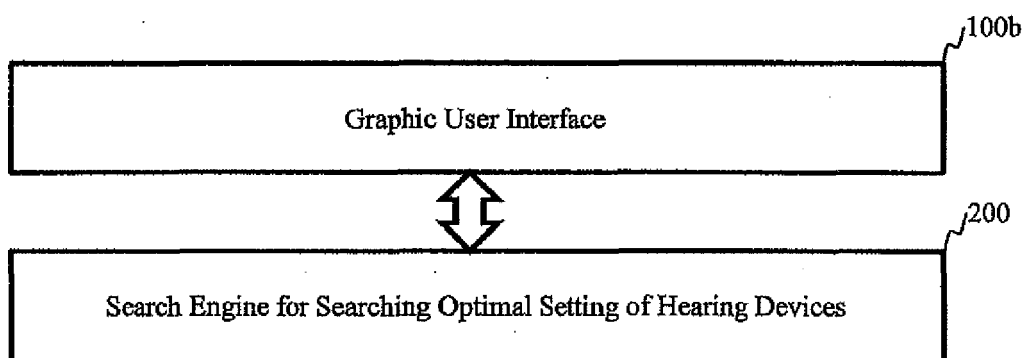 100b
Graphic User Interface
200
Search Engine for Searching Optimal Setting of Hearing Devices